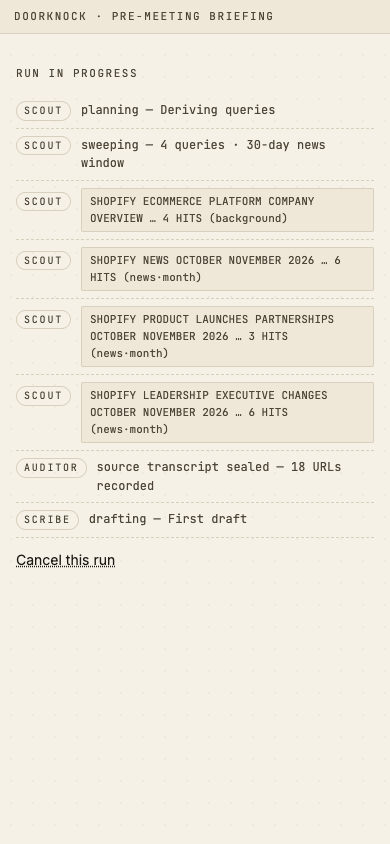 DOORKNOCK · PRE-MEETING BRIEFING
RUN IN PROGRESS
SCOUT planning — Deriving queries
SCOUT sweeping — 4 queries · 30-day news
window
SCOUT SHOPIFY ECOMMERCE PLATFORM COMPANY
OVERVIEW … 4 HITS (background)
SCOUT SHOPIFY NEWS OCTOBER NOVEMBER 2026 … 6
HITS (news·month)
SCOUT SHOPIFY PRODUCT LAUNCHES PARTNERSHIPS
OCTOBER NOVEMBER 2026 … 3 HITS
(news·month)
SCOUT SHOPIFY LEADERSHIP EXECUTIVE CHANGES
OCTOBER NOVEMBER 2026 … 6 HITS
(news·month)
AUDITOR source transcript sealed — 18 URLs
recorded
SCRIBE drafting — First draft
Cancel this run